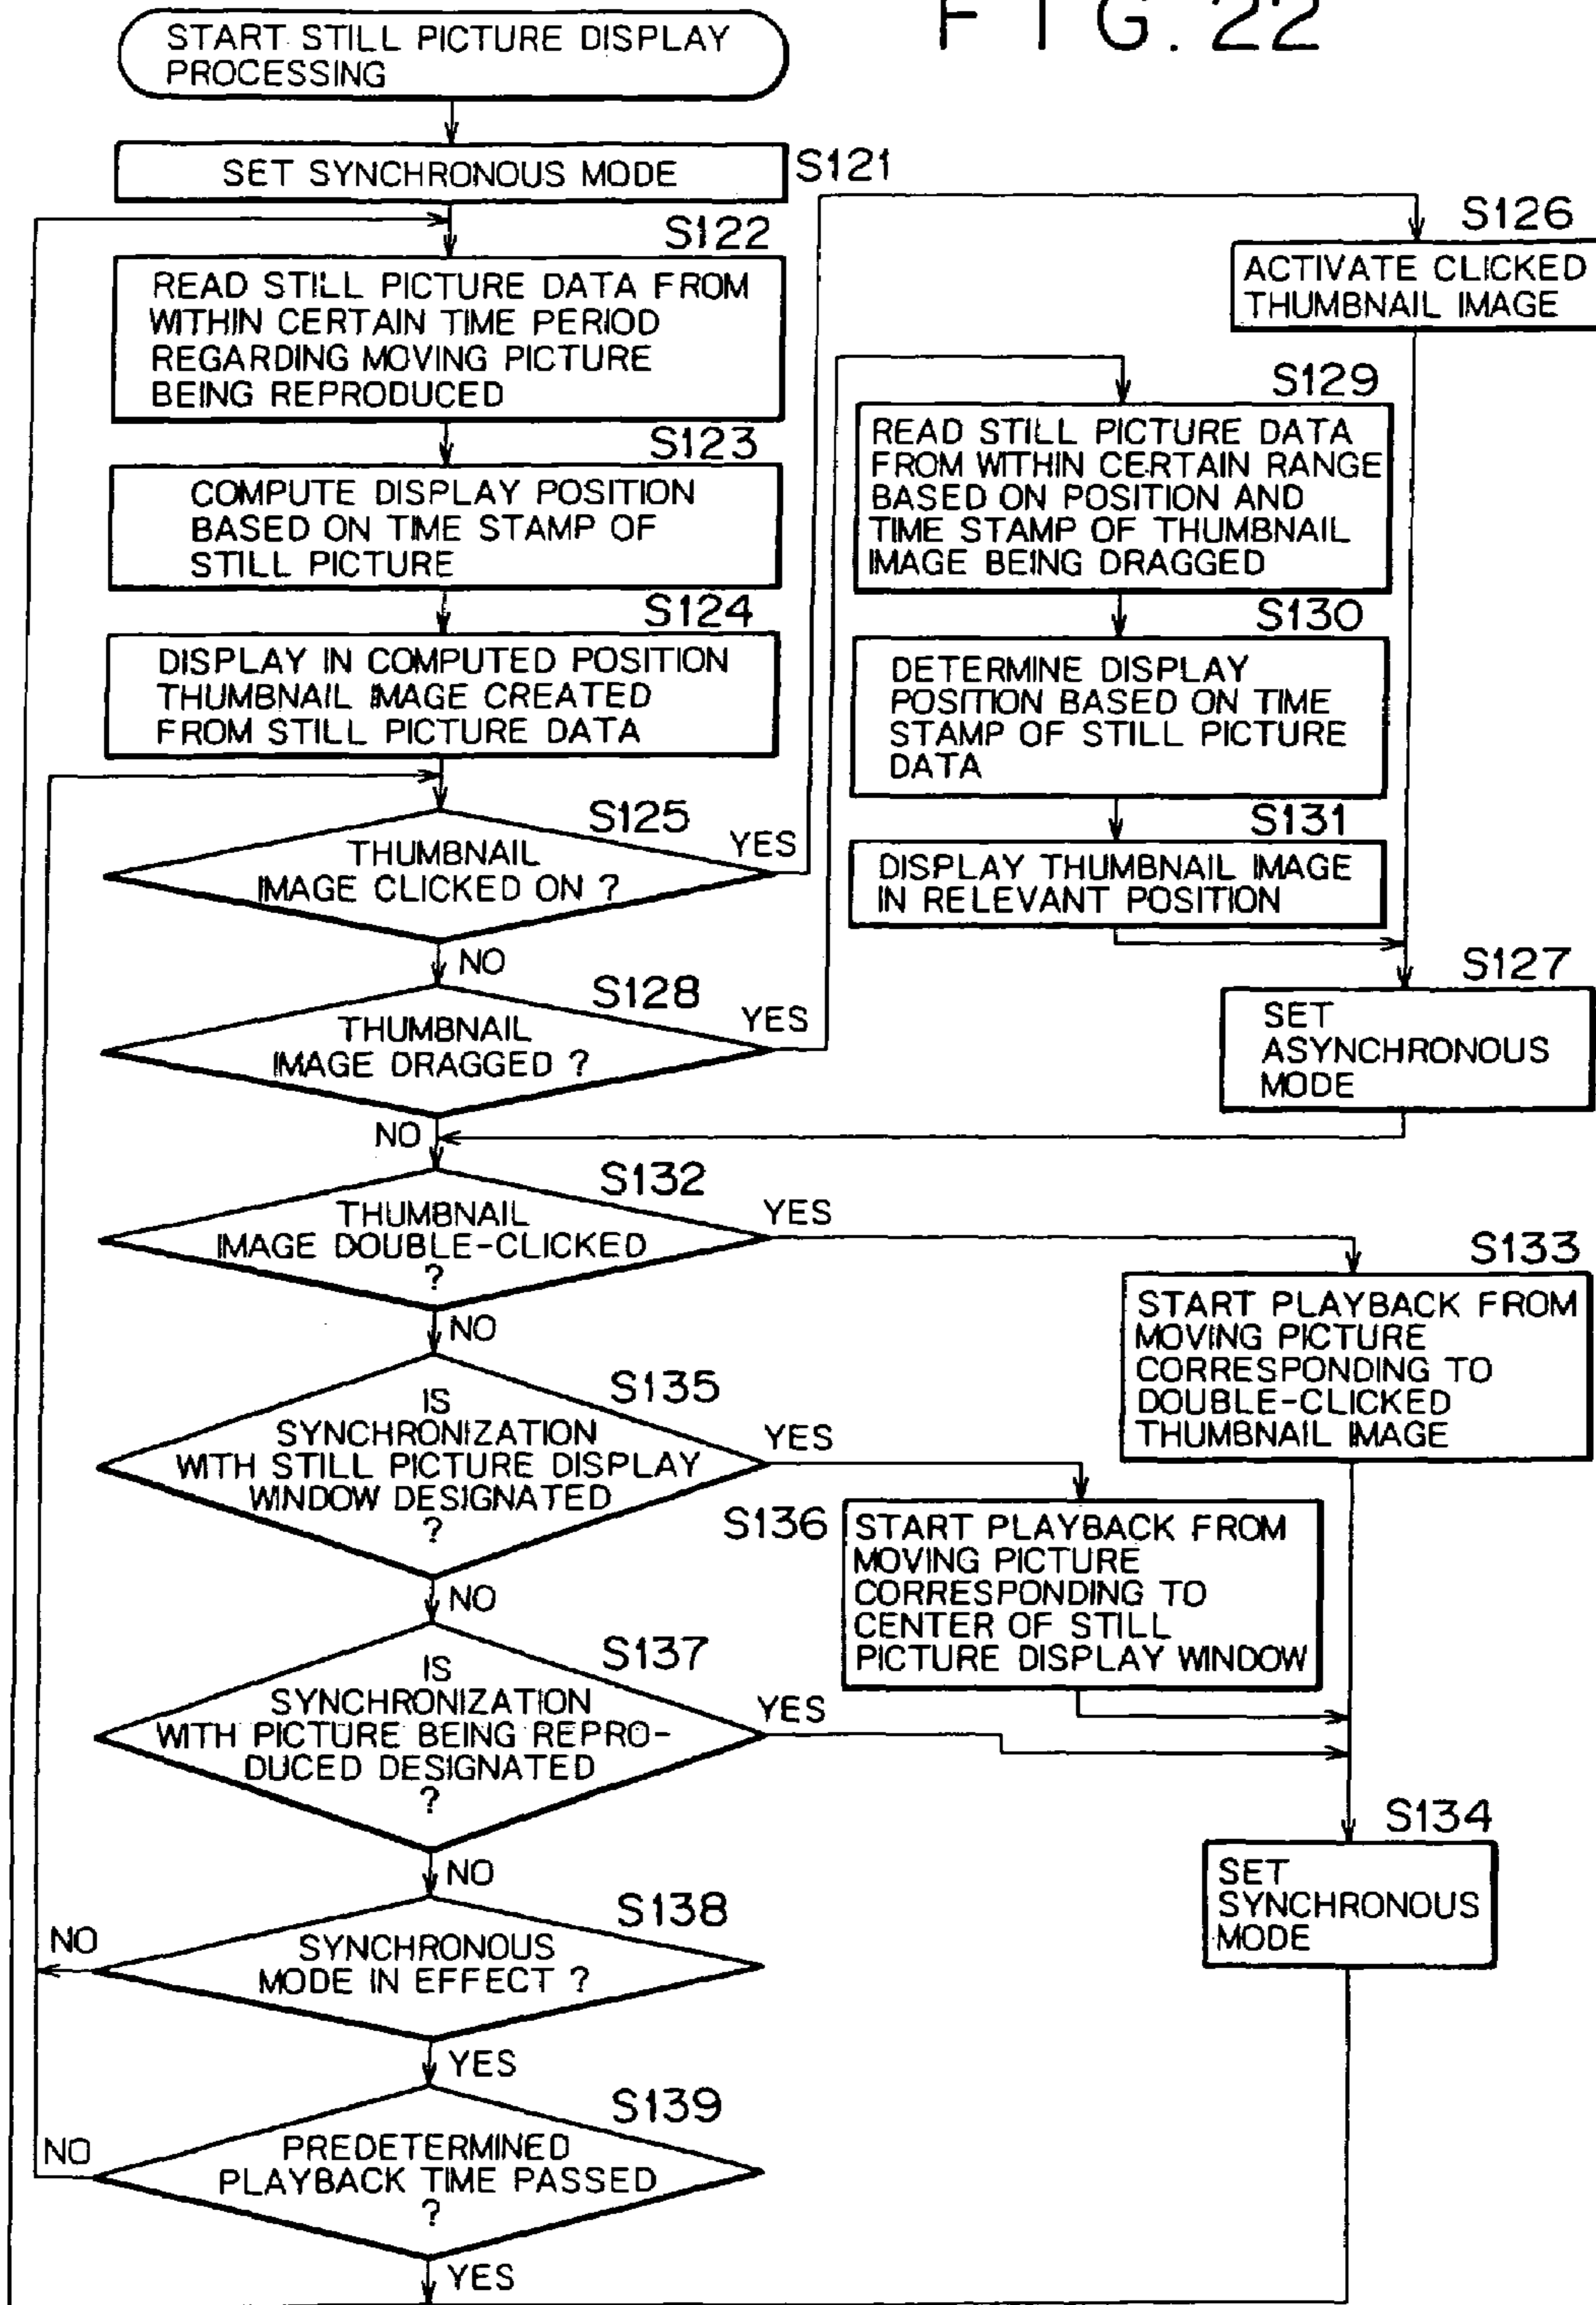 FIG. 22
START STILL PICTURE DISPLAY
PROCESSING
SET SYNCHRONOUS MODE
S121
S122
READ STILL PICTURE DATA FROM
WITHIN CERTAIN TIME PERIOD
REGARDING MOVING PICTURE
BEING REPRODUCED
S123
COMPUTE DISPLAY POSITION
BASED ON TIME STAMP OF
STILL PICTURE
S124
DISPLAY IN COMPUTED POSITION
THUMBNAIL IMAGE CREATED
FROM STILL PICTURE DATA
S125
THUMBNAIL
IMAGE CLICKED ON ?
YES
NO
S126
ACTIVATE CLICKED
THUMBNAIL IMAGE
S128
THUMBNAIL
IMAGE DRAGGED ?
YES
NO
S129
READ STILL PICTURE DATA
FROM WITHIN CERTAIN RANGE
BASED ON POSITION AND
TIME STAMP OF THUMBNAIL
IMAGE BEING DRAGGED
S130
DETERMINE DISPLAY
POSITION BASED ON TIME
STAMP OF STILL PICTURE
DATA
S131
DISPLAY THUMBNAIL IMAGE
IN RELEVANT POSITION
S127
SET
ASYNCHRONOUS
MODE
S132
THUMBNAIL
IMAGE DOUBLE-CLICKED
?
YES
NO
S133
START PLAYBACK FROM
MOVING PICTURE
CORRESPONDING TO
DOUBLE-CLICKED
THUMBNAIL IMAGE
S135
IS
SYNCHRONIZATION
WITH STILL PICTURE DISPLAY
WINDOW DESIGNATED
?
YES
NO
S136
START PLAYBACK FROM
MOVING PICTURE
CORRESPONDING TO
CENTER OF STILL
PICTURE DISPLAY WINDOW
S137
IS
SYNCHRONIZATION
WITH PICTURE BEING REPRO-
DUCED DESIGNATED
?
YES
NO
S134
SET
SYNCHRONOUS
MODE
S138
SYNCHRONOUS
MODE IN EFFECT ?
NO
YES
S139
PREDETERMINED
PLAYBACK TIME PASSED
?
NO
YES